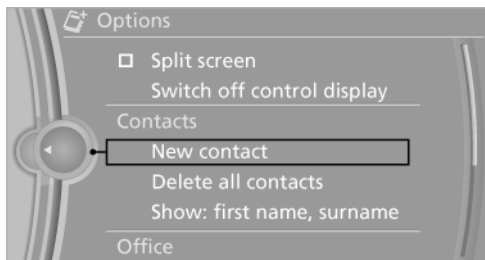 Options
Split screen
Switch off control display
Contacts
New contact
Delete all contacts
Show: first name, surname
Office